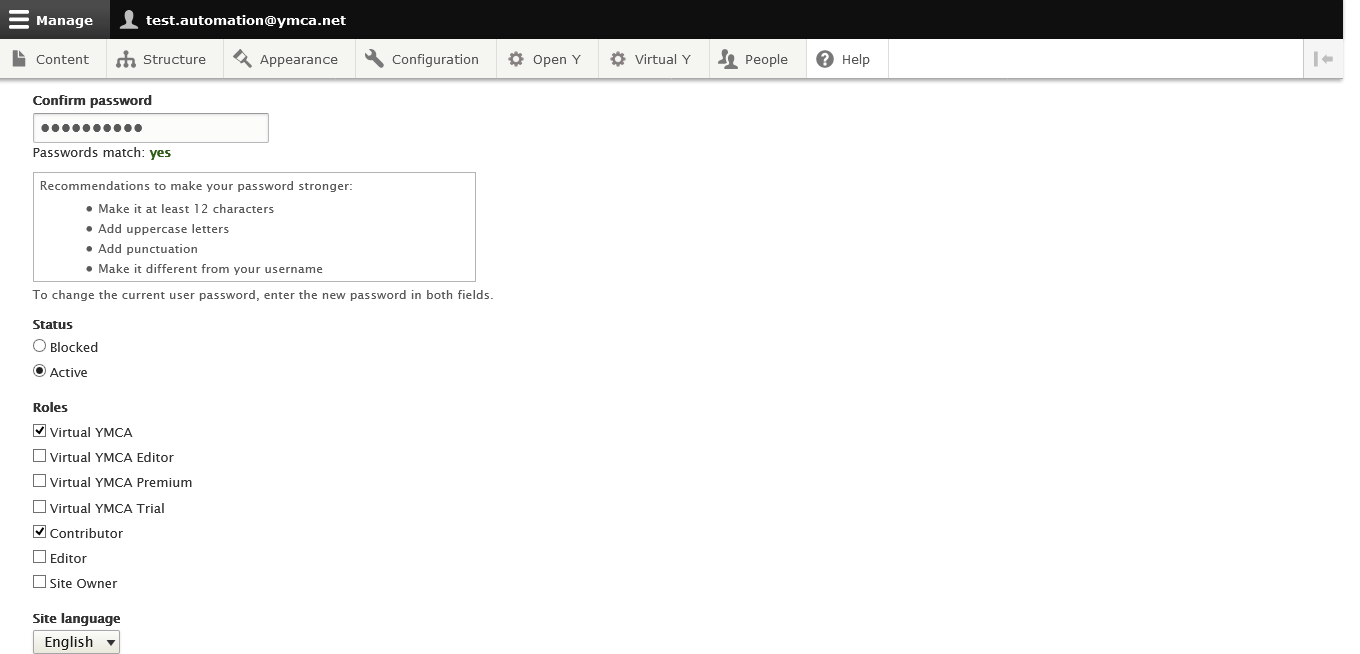 Manage test.automation@ymca.net
Content Structure Appearance Configuration Open Y Virtual Y People Help
Confirm password
●●●●●●●●●●
Passwords match: yes
Recommendations to make your password stronger:
● Make it at least 12 characters
● Add uppercase letters
● Add punctuation
● Make it different from your username
To change the current user password, enter the new password in both fields.
Status
Blocked
Active
Roles
Virtual YMCA
Virtual YMCA Editor
Virtual YMCA Premium
Virtual YMCA Trial
Contributor
Editor
Site Owner
Site language
English